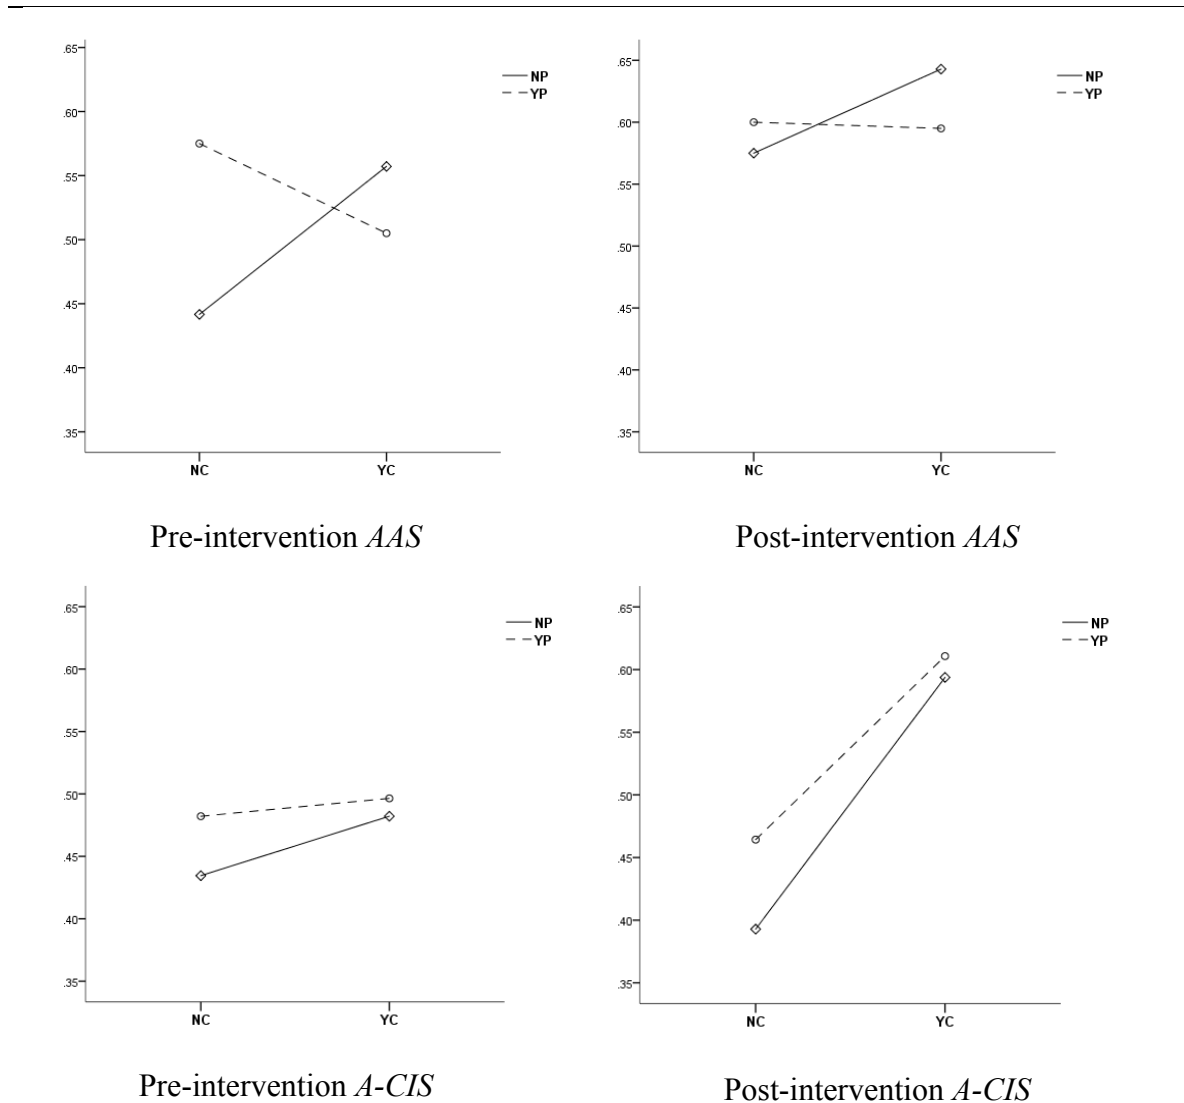 .65
.60
.55
.50
.45
.40
.35
NC
YC
NP
YP
Pre-intervention AAS
.65
.60
.55
.50
.45
.40
.35
NC
YC
NP
YP
Post-intervention AAS
.65
.60
.55
.50
.45
.40
.35
NC
YC
NP
YP
Pre-intervention A-CIS
.65
.60
.55
.50
.45
.40
.35
NC
YC
NP
YP
Post-intervention A-CIS